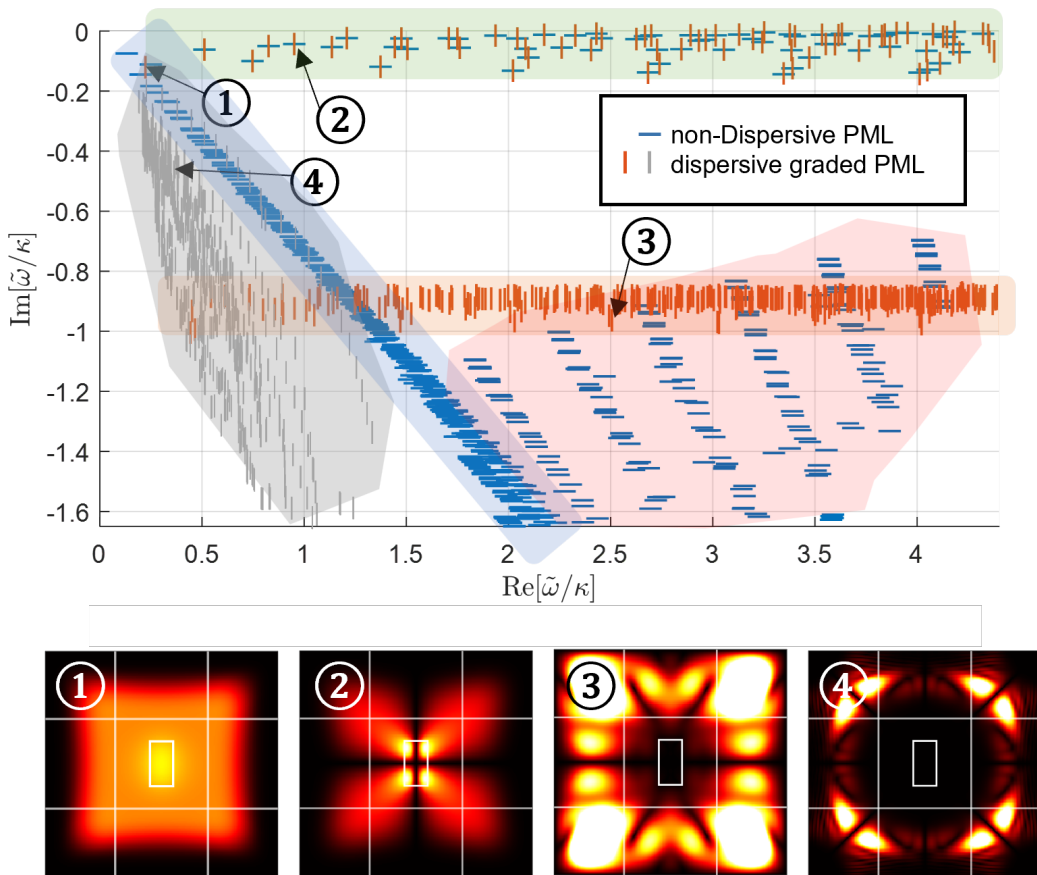 0
-0.2
-0.4
-0.6
-0.8
-1
-1.2
-1.4
-1.6
Im[ω̃/κ]
1
2
4
3
non-Dispersive PML
dispersive graded PML
0 0.5 1 1.5 2 2.5 3 3.5 4
Re[ω̃/κ]
1 2 3 4